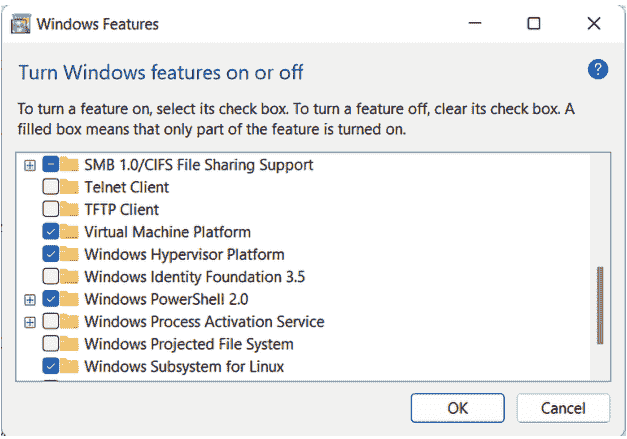 Windows Features
Turn Windows features on or off
?
To turn a feature on, select its check box. To turn a feature off, clear its check box. A
filled box means that only part of the feature is turned on.
SMB 1.0/CIFS File Sharing Support
Telnet Client
TFTP Client
Virtual Machine Platform
Windows Hypervisor Platform
Windows Identity Foundation 3.5
Windows PowerShell 2.0
Windows Process Activation Service
Windows Projected File System
Windows Subsystem for Linux
OK
Cancel